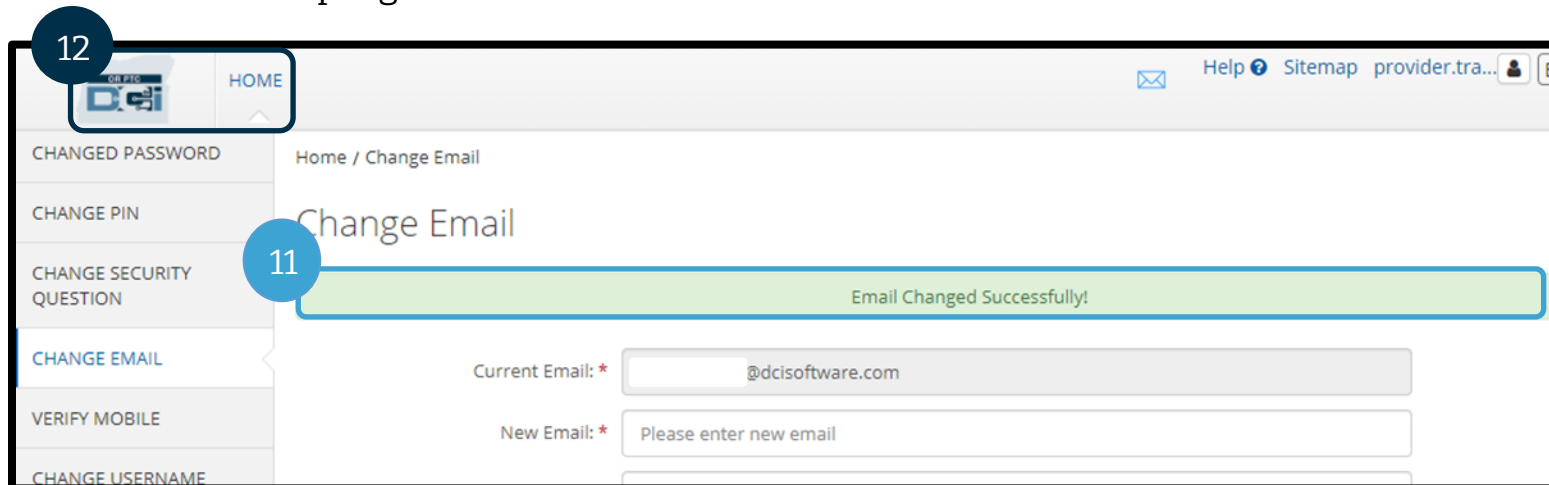 12
OR PTC
DCi
HOME
Help ? Sitemap provider.tra...
CHANGED PASSWORD
Home / Change Email
CHANGE PIN
Change Email
11
CHANGE SECURITY
QUESTION
Email Changed Successfully!
CHANGE EMAIL
Current Email: *
@dcisoftware.com
VERIFY MOBILE
New Email: *
Please enter new email
CHANGE USERNAME